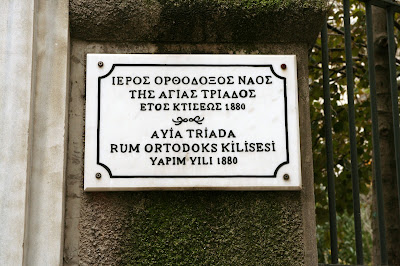 ΙΕΡΟΣ ΟΡΘΟΔΟΞΟΣ ΝΑΟΣ
ΤΗΣ ΑΓΙΑΣ ΤΡΙΑΔΟΣ
ΕΤΟΣ ΚΤΙΣΕΩΣ 1880
AYİA TRİADA
RUM ORTODOKS KİLİSESİ
YAPIM YILI 1880